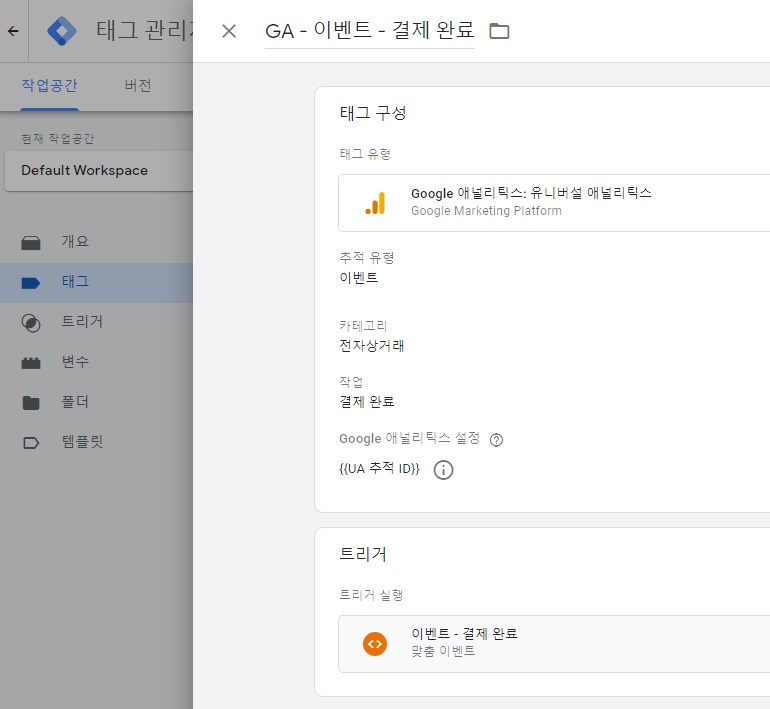 태그 관리
GA - 이벤트 - 결제 완료
작업공간
버전
현재 작업공간
Default Workspace
개요
태그
트리거
변수
폴더
템플릿
태그 구성
태그 유형
Google 애널리틱스: 유니버설 애널리틱스
Google Marketing Platform
추적 유형
이벤트
카테고리
전자상거래
작업
결제 완료
Google 애널리틱스 설정
{{UA 추적 ID}}
트리거
트리거 실행
이벤트 - 결제 완료
맞춤 이벤트